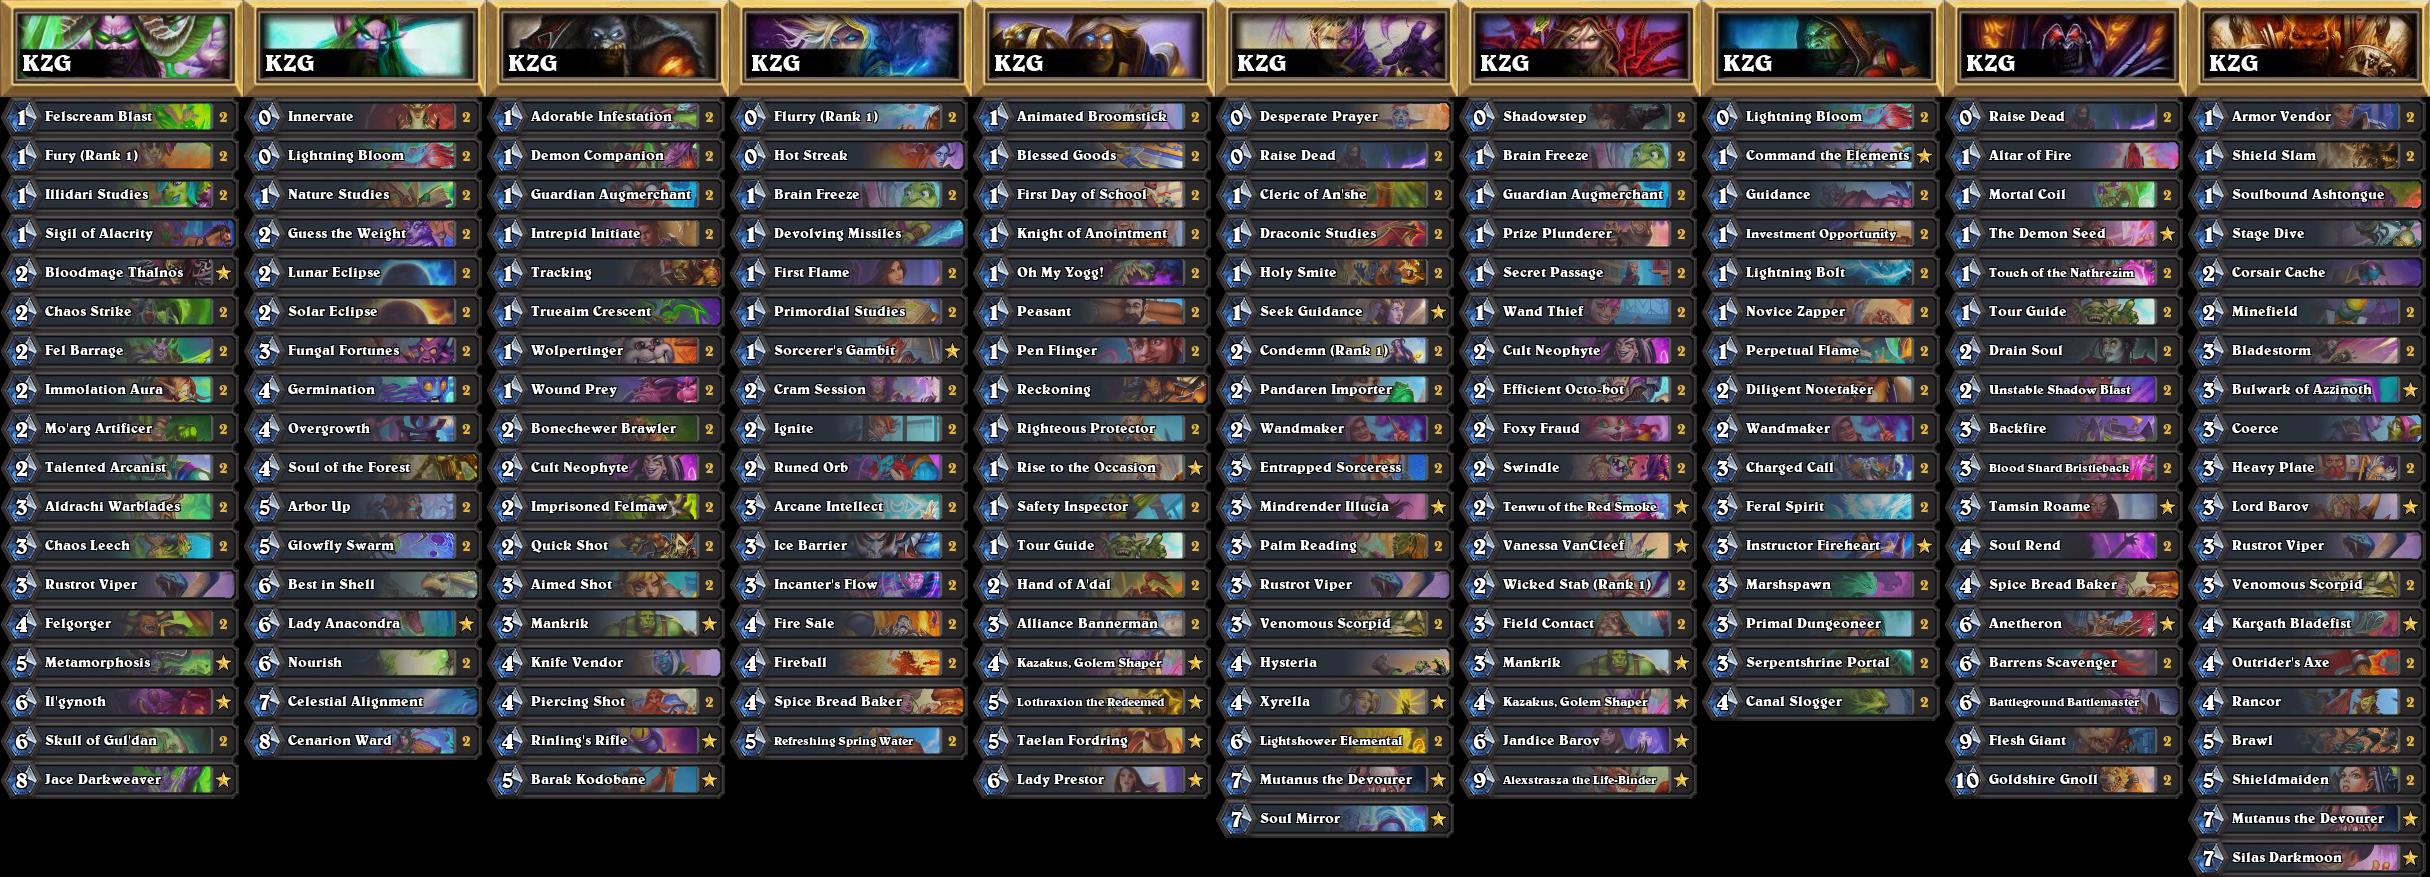 KZG
1 Felscream Blast 2
1 Fury (Rank 1) 2
1 Illidari Studies 2
1 Sigil of Alacrity
2 Bloodmage Thalnos
2 Chaos Strike 2
2 Fel Barrage 2
2 Immolation Aura 2
2 Mo'arg Artificer 2
2 Talented Arcanist 2
3 Aldrachi Warblades 2
3 Chaos Leech 2
3 Rustrot Viper
4 Felgorger 2
5 Metamorphosis
6 Il'gynoth
6 Skull of Gul'dan 2
8 Jace Darkweaver
KZG
0 Innervate 2
0 Lightning Bloom 2
1 Nature Studies 2
2 Guess the Weight 2
2 Lunar Eclipse 2
2 Solar Eclipse 2
3 Fungal Fortunes 2
4 Germination 2
4 Overgrowth 2
4 Soul of the Forest
5 Arbor Up 2
5 Glowfly Swarm 2
6 Best in Shell
6 Lady Anacondra
6 Nourish 2
7 Celestial Alignment
8 Cenarion Ward 2
KZG
1 Adorable Infestation 2
1 Demon Companion 2
1 Guardian Augmerchant 2
1 Intrepid Initiate 2
1 Tracking
1 Trueaim Crescent
1 Wolpertinger 2
1 Wound Prey 2
2 Bonechewer Brawler 2
2 Cult Neophyte 2
2 Imprisoned Felmaw 2
2 Quick Shot 2
3 Aimed Shot 2
3 Mankrik
4 Knife Vendor
4 Piercing Shot 2
4 Rinling's Rifle
5 Barak Kodobane
KZG
0 Flurry (Rank 1) 2
0 Hot Streak
1 Brain Freeze 2
1 Devolving Missiles
1 First Flame 2
1 Primordial Studies 2
1 Sorcerer's Gambit
2 Cram Session 2
2 Ignite 2
2 Runed Orb 2
3 Arcane Intellect 2
3 Ice Barrier 2
3 Incanter's Flow 2
4 Fire Sale 2
4 Fireball 2
4 Spice Bread Baker
5 Refreshing Spring Water 2
KZG
1 Animated Broomstick 2
1 Blessed Goods 2
1 First Day of School 2
1 Knight of Anointment 2
1 Oh My Yogg! 2
1 Peasant 2
1 Pen Flinger 2
1 Reckoning
1 Righteous Protector 2
1 Rise to the Occasion
1 Safety Inspector 2
1 Tour Guide 2
2 Hand of A'dal 2
3 Alliance Bannerman 2
4 Kazakus, Golem Shaper
5 Lothraxion the Redeemed
5 Taelan Fordring
6 Lady Prestor
KZG
0 Desperate Prayer
0 Raise Dead 2
1 Cleric of An'she 2
1 Draconic Studies 2
1 Holy Smite 2
1 Seek Guidance
2 Condemn (Rank 1) 2
2 Pandaren Importer 2
2 Wandmaker 2
3 Entrapped Sorceress 2
3 Mindrender Illucia
3 Palm Reading 2
3 Rustrot Viper
3 Venomous Scorpid 2
4 Hysteria
4 Xyrella
6 Lightshower Elemental 2
7 Mutanus the Devourer
7 Soul Mirror
KZG
0 Shadowstep 2
1 Brain Freeze 2
1 Guardian Augmerchant 2
1 Prize Plunderer 2
1 Secret Passage 2
1 Wand Thief 2
2 Cult Neophyte 2
2 Efficient Octo-bot 2
2 Foxy Fraud 2
2 Swindle 2
2 Tenwu of the Red Smoke
2 Vanessa VanCleef
2 Wicked Stab (Rank 1) 2
3 Field Contact 2
3 Mankrik
4 Kazakus, Golem Shaper
6 Jandice Barov
9 Alexstrasza the Life-Binder
KZG
0 Lightning Bloom 2
1 Command the Elements
1 Guidance 2
1 Investment Opportunity 2
1 Lightning Bolt 2
1 Novice Zapper 2
1 Perpetual Flame 2
2 Diligent Notetaker 2
2 Wandmaker 2
3 Charged Call 2
3 Feral Spirit 2
3 Instructor Fireheart
3 Marshspawn 2
3 Primal Dungeoneer 2
3 Serpentshrine Portal 2
4 Canal Slogger 2
KZG
0 Raise Dead 2
1 Altar of Fire
1 Mortal Coil 2
1 The Demon Seed
1 Touch of the Nathrezim 2
1 Tour Guide 2
2 Drain Soul 2
2 Unstable Shadow Blast 2
3 Backfire 2
3 Blood Shard Bristleback 2
3 Tamsin Roame
4 Soul Rend 2
4 Spice Bread Baker
6 Anetheron
6 Barrens Scavenger 2
6 Battleground Battlemaster
9 Flesh Giant 2
10 Goldshire Gnoll 2
KZG
1 Armor Vendor 2
1 Shield Slam 2
1 Soulbound Ashtongue
1 Stage Dive
2 Corsair Cache
2 Minefield 2
3 Bladestorm 2
3 Bulwark of Azzinoth
3 Coerce
3 Heavy Plate 2
3 Lord Barov
3 Rustrot Viper
3 Venomous Scorpid 2
4 Kargath Bladefist
4 Outrider's Axe 2
4 Rancor 2
5 Brawl 2
5 Shieldmaiden 2
7 Mutanus the Devourer
7 Silas Darkmoon